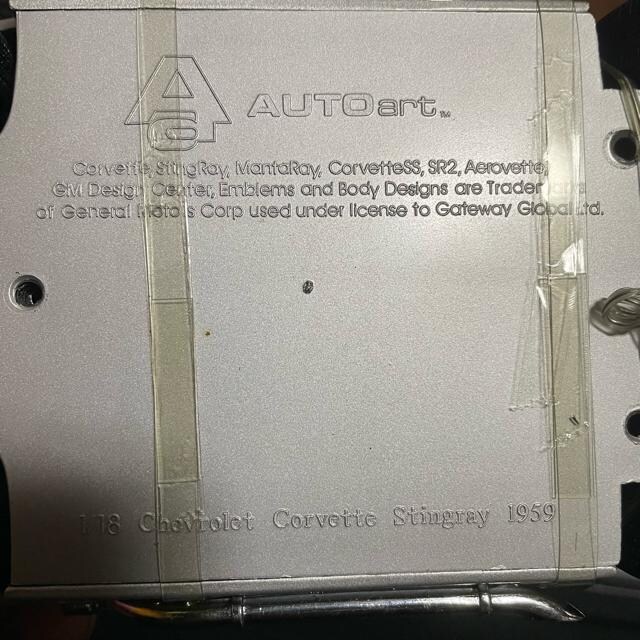 AG AUTOart™
Corvette, StingRay, MantaRay, CorvetteSS, SR2, Aerovette,
GM Design Center, Emblems and Body Designs are
of General Motors Corp used under license to Gateway Global Ltd.
1:18 Chevrolet Corvette Stingray 1959